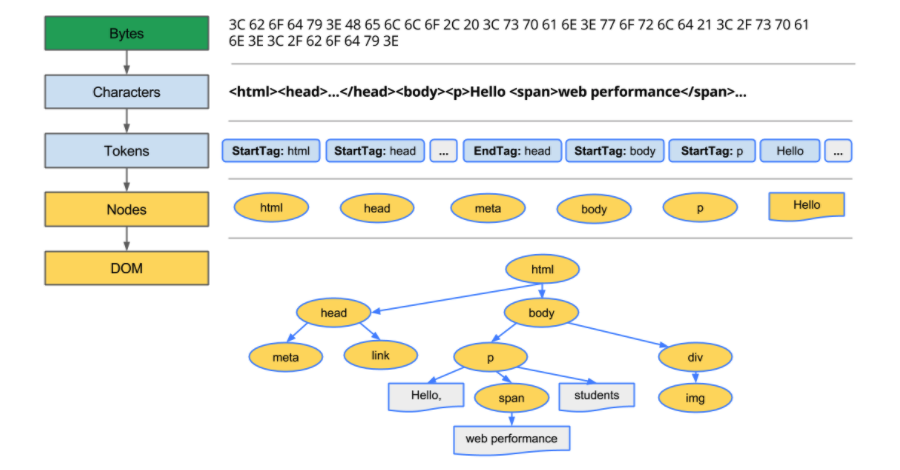 Bytes
3C 62 6F 64 79 3E 48 65 6C 6C 6F 2C 20 3C 73 70 61 6E 3E 77 6F 72 6C 64 21 3C 2F 73 70 61
6E 3E 3C 2F 62 6F 64 79 3E
Characters
<html><head>...</head><body><p>Hello <span>web performance</span>...
Tokens
StartTag: html StartTag: head ... EndTag: head StartTag: body StartTag: p Hello ...
Nodes
html head meta body p Hello
DOM
html
head body
meta link p div
Hello, span students img
web performance